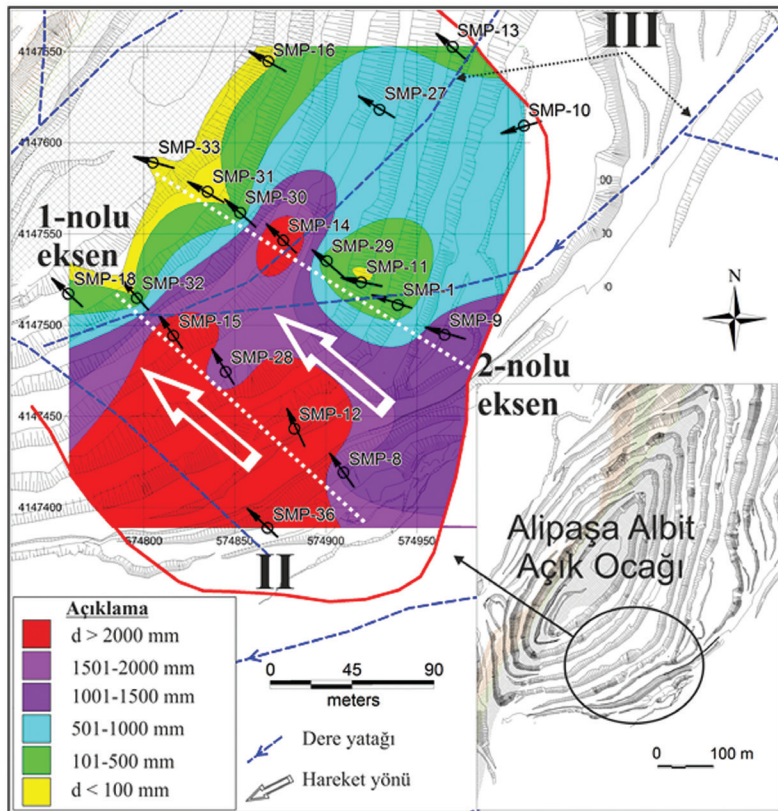 SMP-13
III
4147550
SMP-16
SMP-27
SMP-10
4147600
SMP-33
SMP-31
SMP-30
1-nolu
eksen
SMP-14
4147550
SMP-29
SMP-11
SMP-18
SMP-32
SMP-1
N
SMP-15
SMP-9
4147500
SMP-28
2-nolu
eksen
4147450
SMP-12
SMP-8
4147400
SMP-36
574800
574850
574900
574950
II
Alipaşa Albit
Açık Ocağı
Açıklama
d > 2000 mm
1501-2000 mm
1001-1500 mm
501-1000 mm
101-500 mm
d < 100 mm
0 45 90
meters
Dere yatağı
Hareket yönü
0 100 m